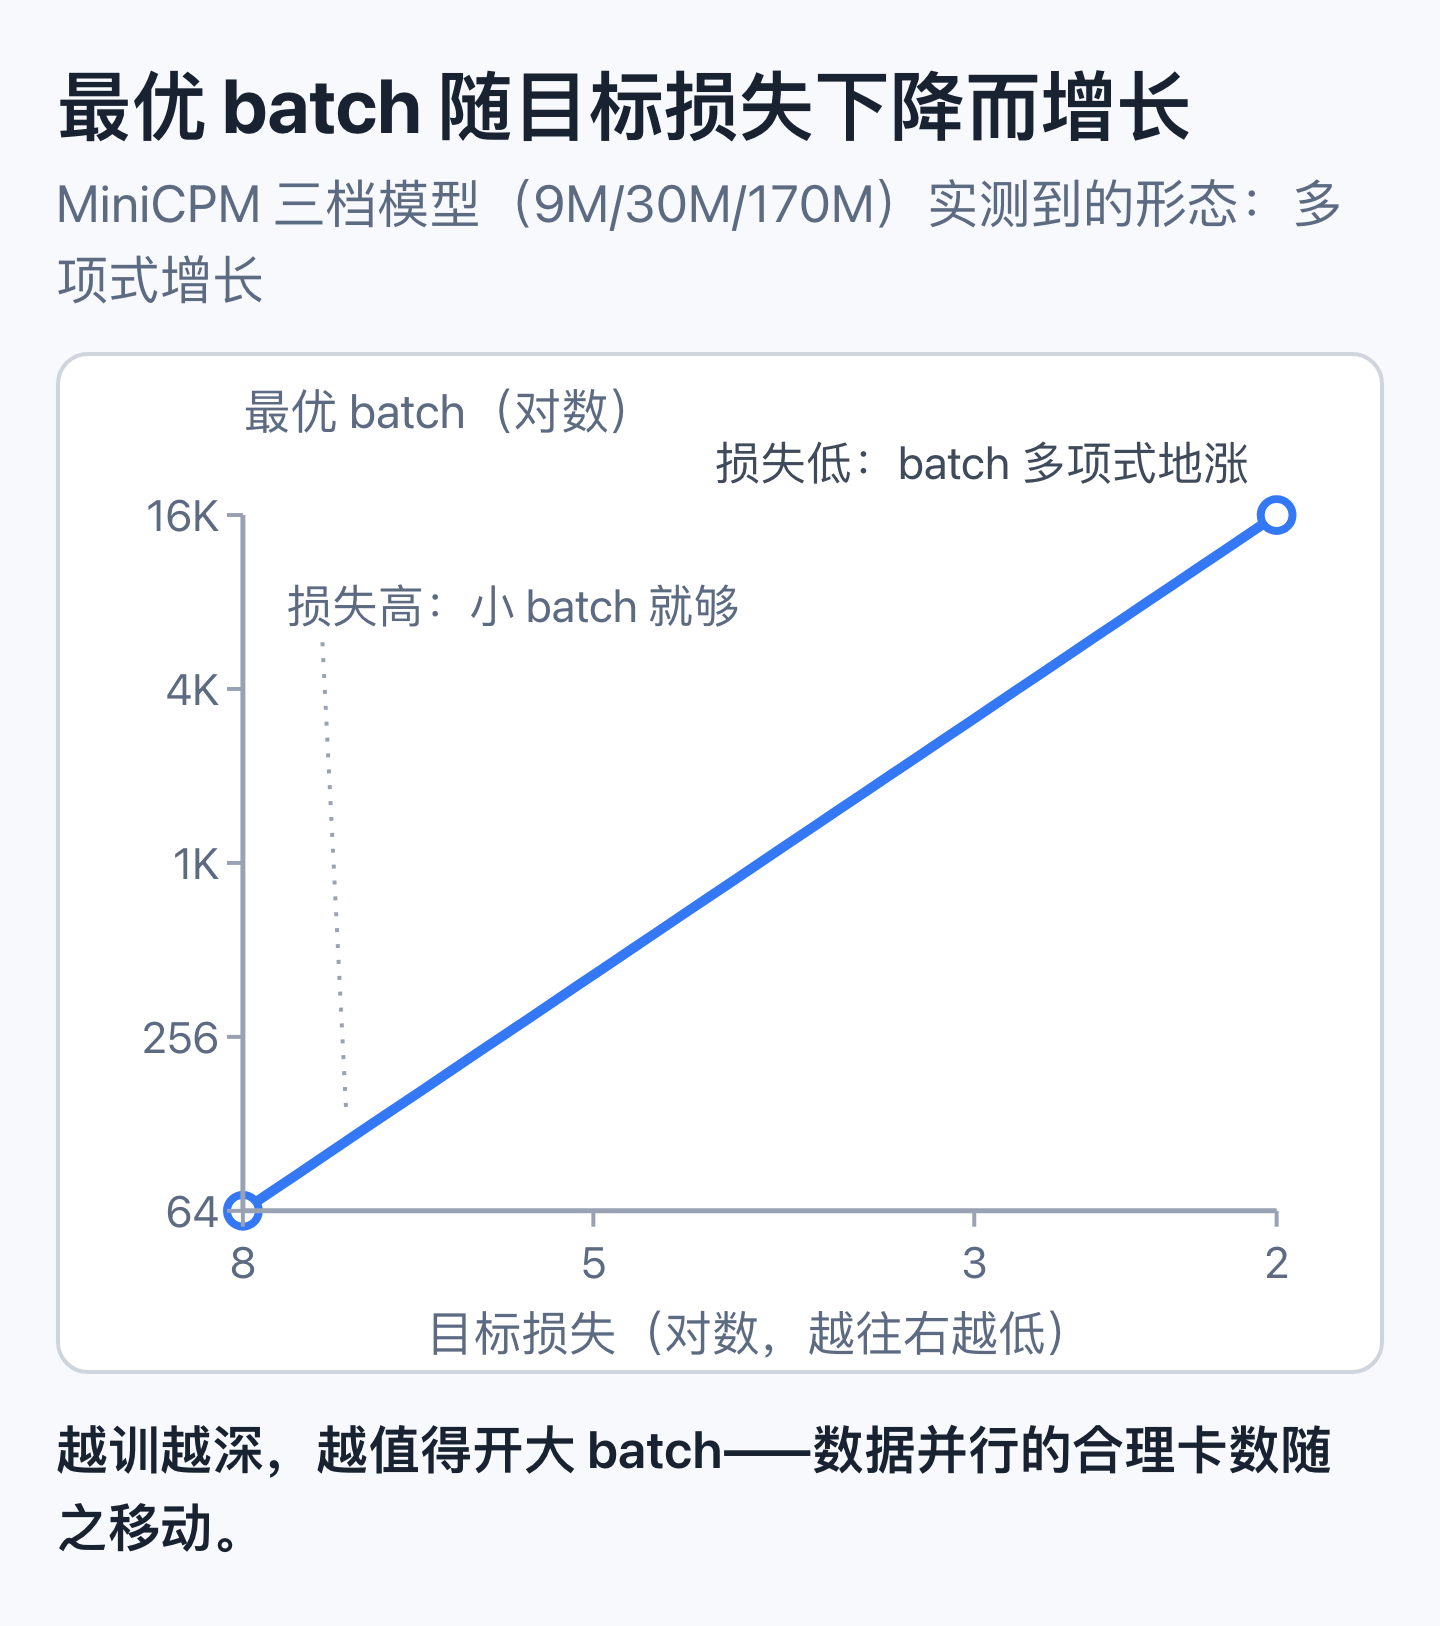 最优 batch 随目标损失下降而增长
MiniCPM 三档模型（9M/30M/170M）实测到的形态：多
项式增长
最优 batch（对数）
损失低：batch 多项式地涨
16K
损失高：小 batch 就够
4K
1K
256
64
8 5 3 2
目标损失（对数，越往右越低）
越训越深，越值得开大 batch——数据并行的合理卡数随
之移动。